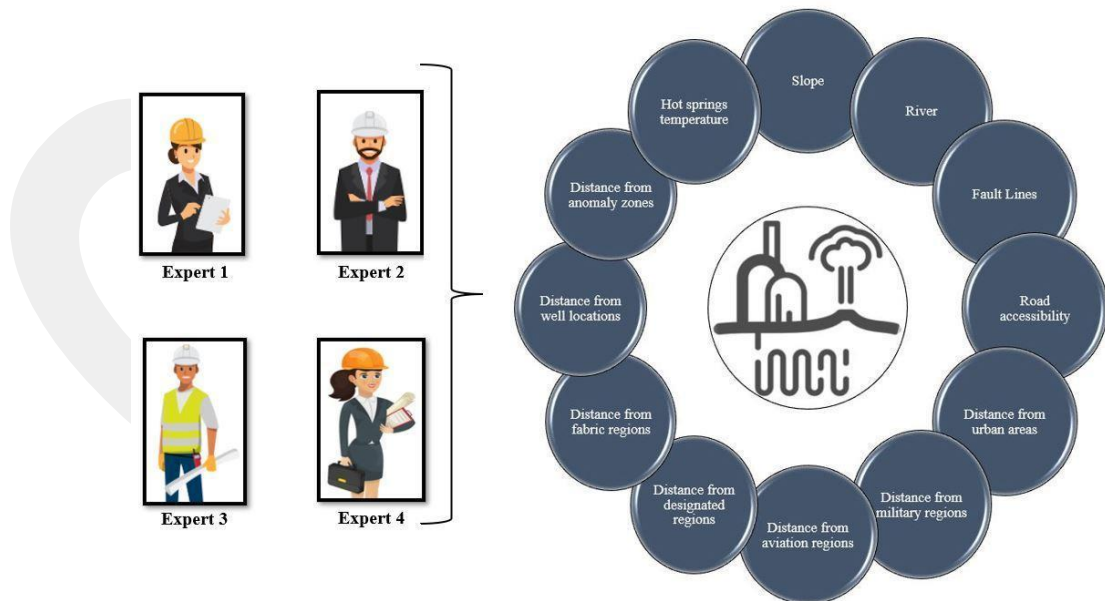 Expert 1
Expert 2
Expert 3
Expert 4
Slope
River
Fault Lines
Road
accessibility
Distance from
urban areas
Distance from
military regions
Distance from
aviation regions
Distance from
designated
regions
Distance from
fabric regions
Distance from
well locations
Distance from
anomaly zones
Hot springs
temperature